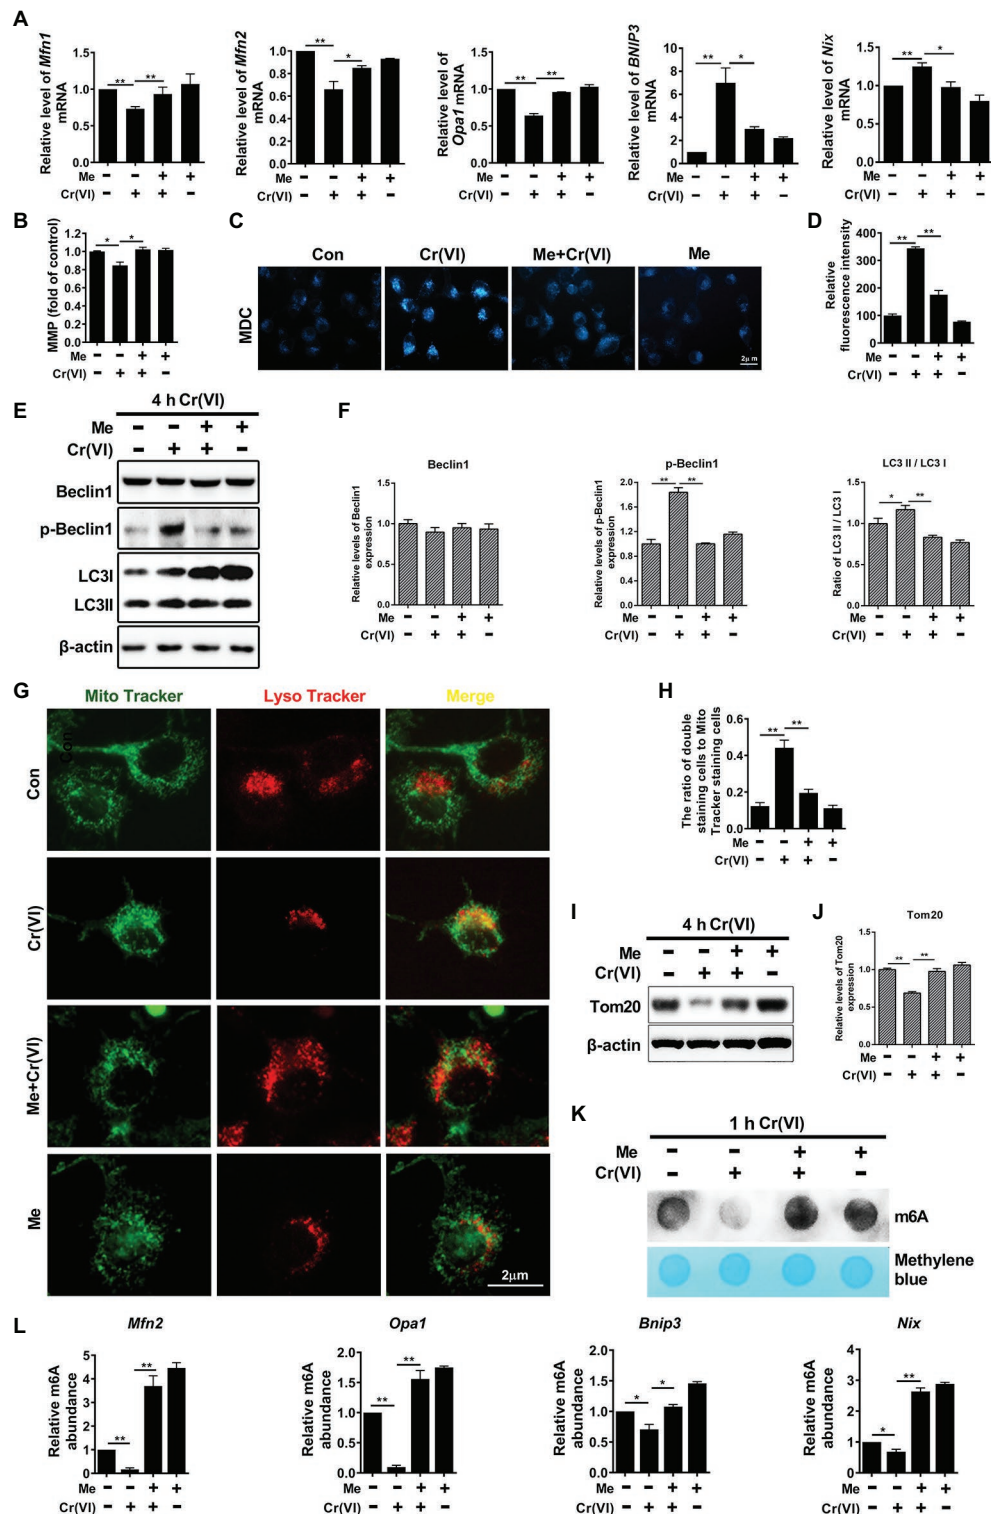 A
Relative level of Mfn1
mRNA
1.5
1.0
0.5
0.0
** **
Me - - + +
Cr(VI) - + + -
Relative level of Mfn2
mRNA
1.0
0.8
0.6
0.4
0.2
0.0
** *
Me - - + +
Cr(VI) - + + -
Relative level of
Opa1 mRNA
1.5
1.0
0.5
0.0
** **
Me - - + +
Cr(VI) - + + -
Relative level of BNIP3
mRNA
10
8
6
4
2
0
** *
Me - - + +
Cr(VI) - + + -
Relative level of Nix
mRNA
1.5
1.0
0.5
0.0
** *
Me - - + +
Cr(VI) - + + -
B
MMP (fold of control)
1.2
1.0
0.8
0.6
0.4
0.2
0.0
* *
Me - - + +
Cr(VI) - + + -
C
Con Cr(VI) Me+Cr(VI) Me
MDC
2μm
D
Relative
fluorescence intensity
400
300
200
100
0
** **
Me - - + +
Cr(VI) - + + -
E
4 h Cr(VI)
Me - - + +
Cr(VI) - + + -
Beclin1
p-Beclin1
LC3I
LC3II
β-actin
F
Beclin1
Relative levels of Beclin1
expression
1.5
1.0
0.5
0.0
Me - - + +
Cr(VI) - + + -
p-Beclin1
Relative levels of p-Beclin1
expression
2.0
1.6
1.2
0.8
0.4
0.0
** **
Me - - + +
Cr(VI) - + + -
LC3 II / LC3 I
Ratio of LC3 II / LC3 I
1.5
1.0
0.5
0.0
* **
Me - - + +
Cr(VI) - + + -
G
Mito Tracker Lyso Tracker Merge
Con
Con
Cr(VI)
Me+Cr(VI)
Me
2μm
H
The ratio of double
staining cells to Mito
Tracker staining cells
0.6
0.4
0.2
0.0
** **
Me - - + +
Cr(VI) - + + -
I
4 h Cr(VI)
Me - - + +
Cr(VI) - + + -
Tom20
β-actin
J
Tom20
Relative levels of Tom20
expression
1.5
1.0
0.5
0.0
** **
Me - - + +
Cr(VI) - + + -
K
1 h Cr(VI)
Me - - + +
Cr(VI) - + + -
m6A
Methylene
blue
L
Mfn2
Relative m6A
abundance
5
4
3
2
1
0
** **
Me - - + +
Cr(VI) - + + -
Opa1
Relative m6A
abundance
2.0
1.5
1.0
0.5
0.0
** **
Me - - + +
Cr(VI) - + + -
Bnip3
Relative m6A
abundance
2.0
1.5
1.0
0.5
0.0
* *
Me - - + +
Cr(VI) - + + -
Nix
Relative m6A
abundance
4
3
2
1
0
* **
Me - - + +
Cr(VI) - + + -